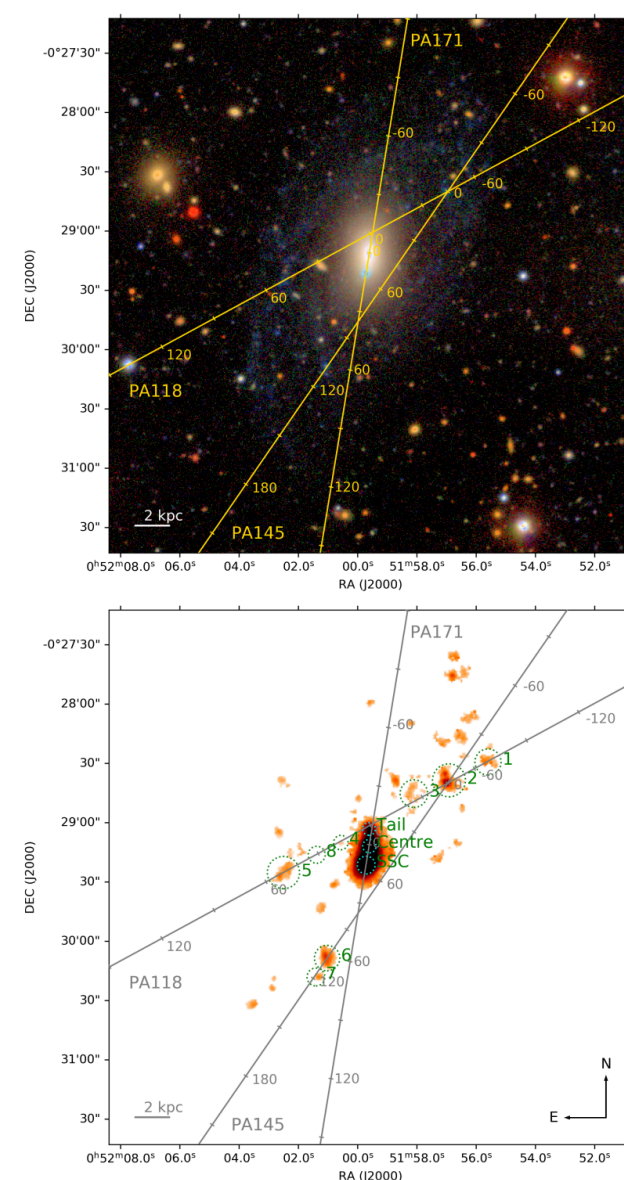 -0°27'30"
28'00"
30"
29'00"
30"
30'00"
30"
31'00"
30"
DEC (J2000)
PA171
-60
-60
-120
0
-60
0
60
60
120
PA118
60
120
180
120
PA145
2 kpc
0ʰ52ᵐ08.0ˢ 06.0ˢ 04.0ˢ 02.0ˢ 00.0ˢ 51ᵐ58.0ˢ 56.0ˢ 54.0ˢ 52.0ˢ
RA (J2000)
-0°27'30"
28'00"
30"
29'00"
30"
30'00"
30"
31'00"
30"
DEC (J2000)
PA171
-60
-60
-120
1
2
-60
3
Tail
4
Centre
8
SSC
5
60
60
120
6
-60
7
120
PA118
180
120
PA145
2 kpc
N
E
0ʰ52ᵐ08.0ˢ 06.0ˢ 04.0ˢ 02.0ˢ 00.0ˢ 51ᵐ58.0ˢ 56.0ˢ 54.0ˢ 52.0ˢ
RA (J2000)